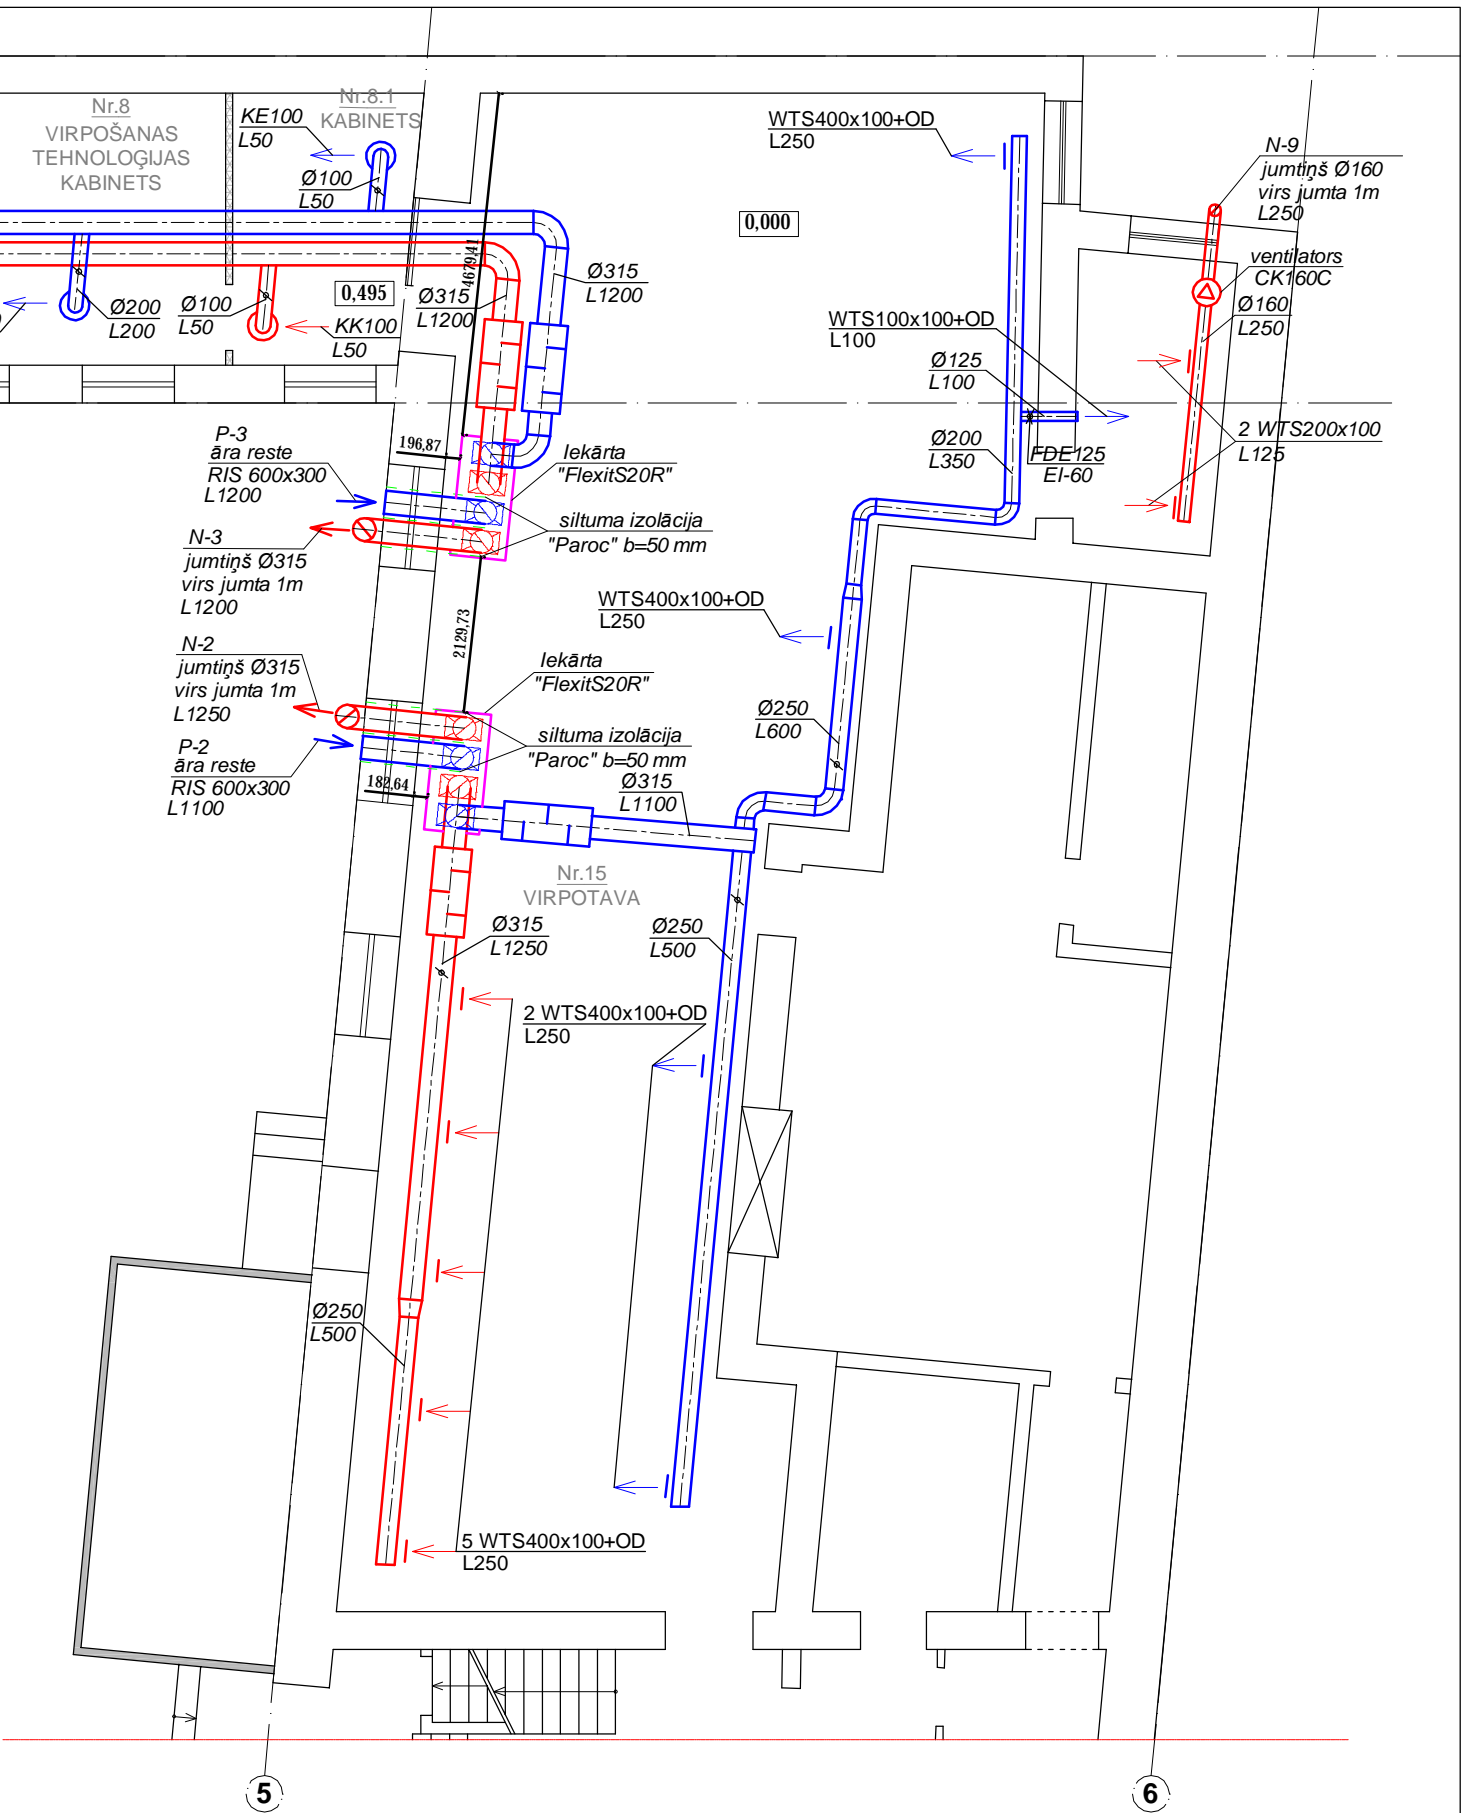 Nr.8
VIRPOŠANAS
TEHNOLOĢIJAS
KABINETS
Nr.8.1
KABINETS
KE100
L50
Ø100
L50
WTS400x100+OD
L250
N-9
jumtiņš Ø160
virs jumta 1m
L250
0,000
ventilators
CK160C
Ø160
L250
4679,41
Ø315
L1200
Ø315
L1200
0,495
Ø200
L200
Ø100
L50
KK100
L50
WTS100x100+OD
L100
Ø125
L100
2 WTS200x100
L125
P-3
āra reste
RIS 600x300
L1200
196,87
Iekārta
"FlexitS20R"
Ø200
L350
FDE125
EI-60
siltuma izolācija
"Paroc" b=50 mm
N-3
jumtiņš Ø315
virs jumta 1m
L1200
2129,73
WTS400x100+OD
L250
N-2
jumtiņš Ø315
virs jumta 1m
L1250
Iekārta
"FlexitS20R"
Ø250
L600
P-2
āra reste
RIS 600x300
L1100
siltuma izolācija
"Paroc" b=50 mm
182,64
Ø315
L1100
Nr.15
VIRPOTAVA
Ø315
L1250
Ø250
L500
2 WTS400x100+OD
L250
Ø250
L500
5 WTS400x100+OD
L250
5
6